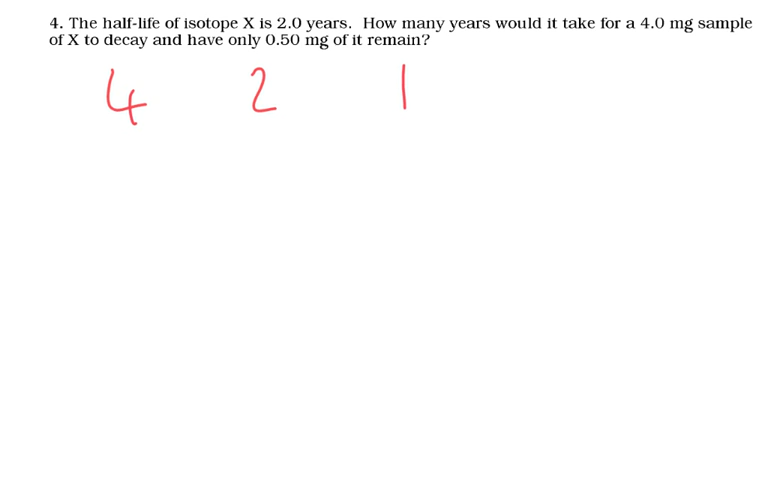 4. The half-life of isotope X is 2.0 years.  How many years would it take for a 4.0 mg sample
of X to decay and have only 0.50 mg of it remain?
4 2 1